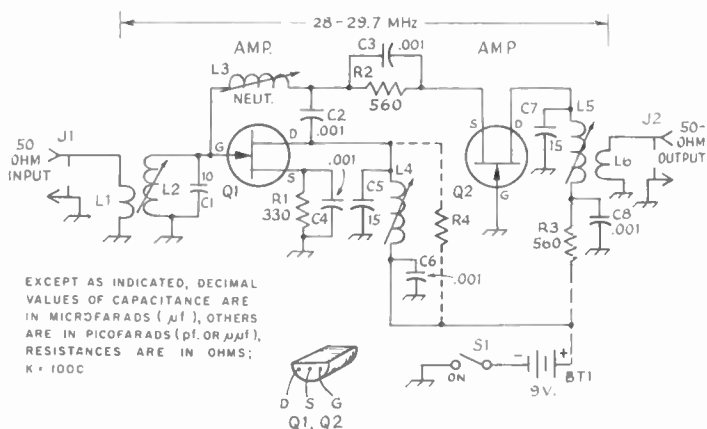 28-29.7 MHz
AMP.
AMP
C3
.001
L3
R2
560
NEUT.
C2
.001
C7
15
L5
J2
J1
50
OHM
INPUT
50-
OHM
OUTPUT
G
D
S
Q1
S
D
G
Q2
L1
L2
10
C1
R1
330
C4
.001
C5
15
L4
R4
L6
C8
.001
R3
560
C6
.001
EXCEPT AS INDICATED, DECIMAL
VALUES OF CAPACITANCE ARE
IN MICROFARADS ( µf ), OTHERS
ARE IN PICOFARADS ( pf. OR µµf),
RESISTANCES ARE IN OHMS;
K = 100C
S1
ON
-
+
BT1
9V.
D S G
Q1, Q2